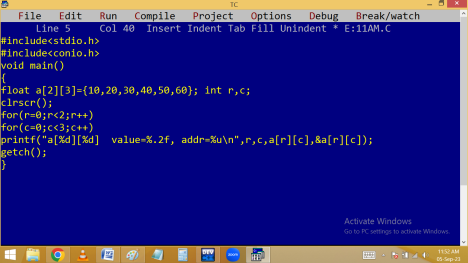 TC
File Edit Run Compile Project Options Debug Break/watch
Line 5 Col 40 Insert Indent Tab Fill Unindent * E:11AM.C
#include<stdio.h>
#include<conio.h>
void main()
{
float a[2][3]={10,20,30,40,50,60}; int r,c;
clrscr();
for(r=0;r<2;r++)
for(c=0;c<3;c++)
printf("a[%d][%d]  value=%.2f, addr=%u\n",r,c,a[r][c],&a[r][c]);
getch();
}
Activate Windows
Go to PC settings to activate Windows.
11:52 AM
05-Sep-23